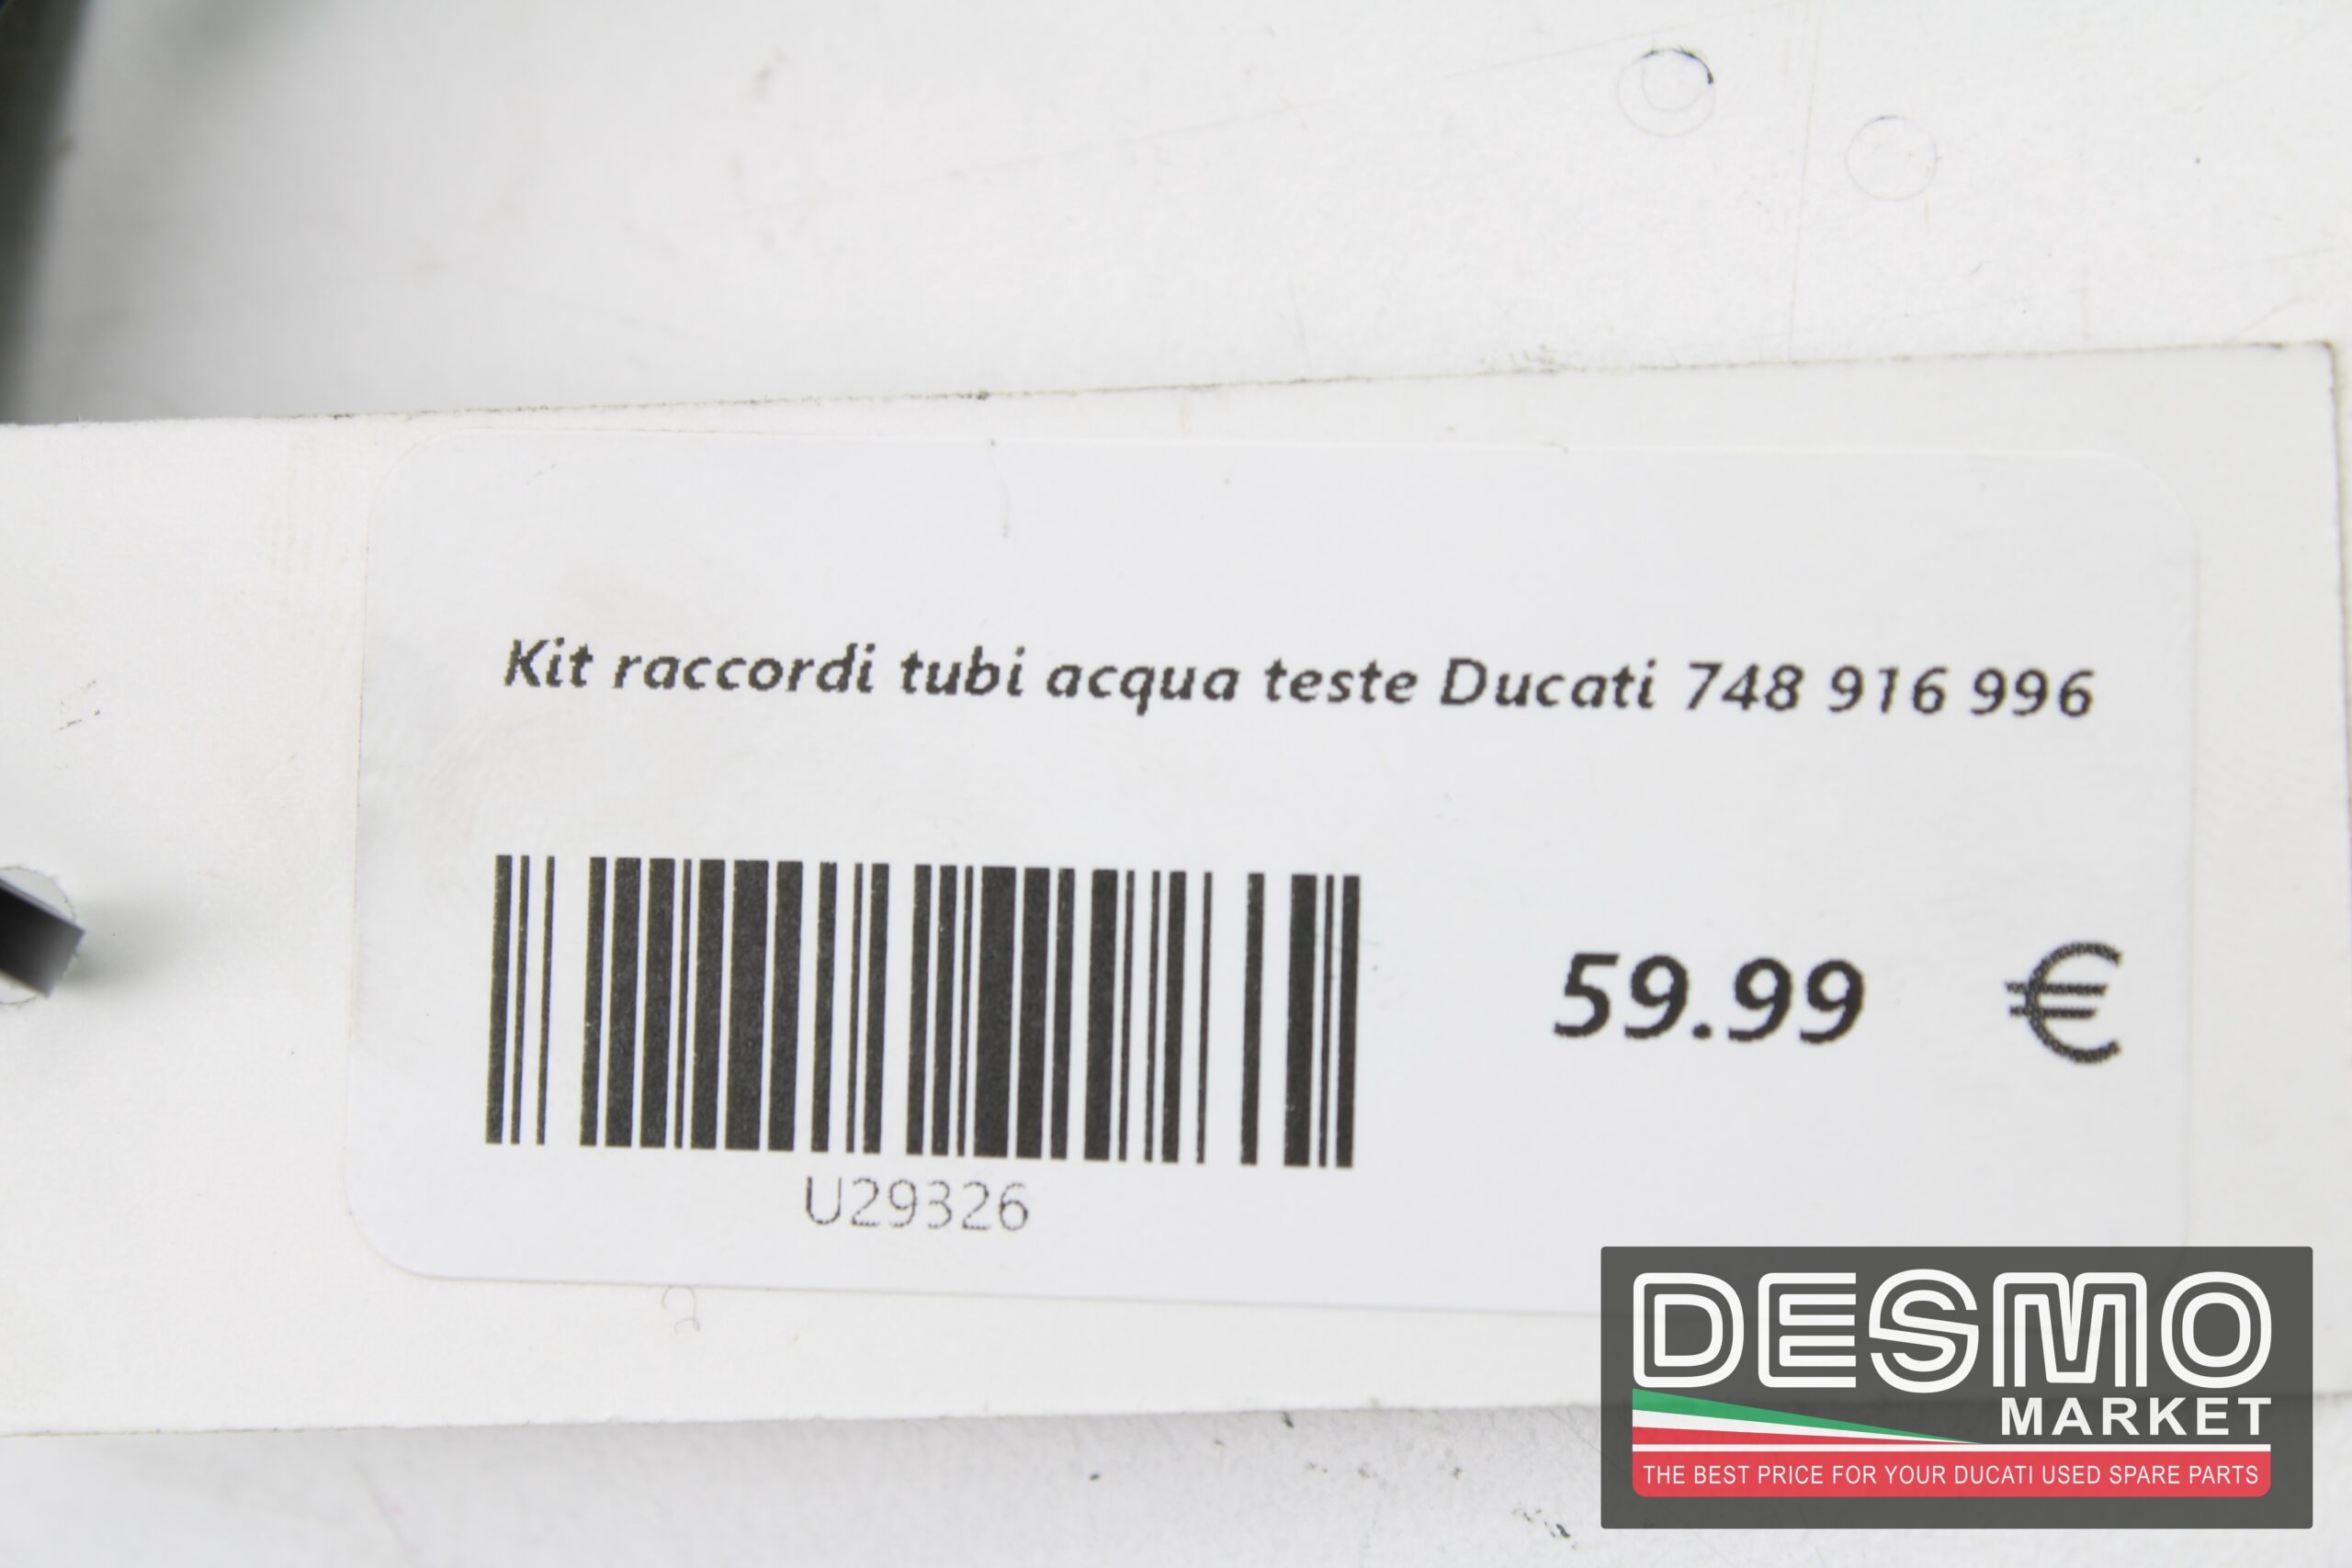 Kit raccordi tubi acqua teste Ducati 748 916 996
59.99 €
U29326
2
DESMO
MARKET
THE BEST PRICE FOR YOUR DUCATI USED SPARE PARTS